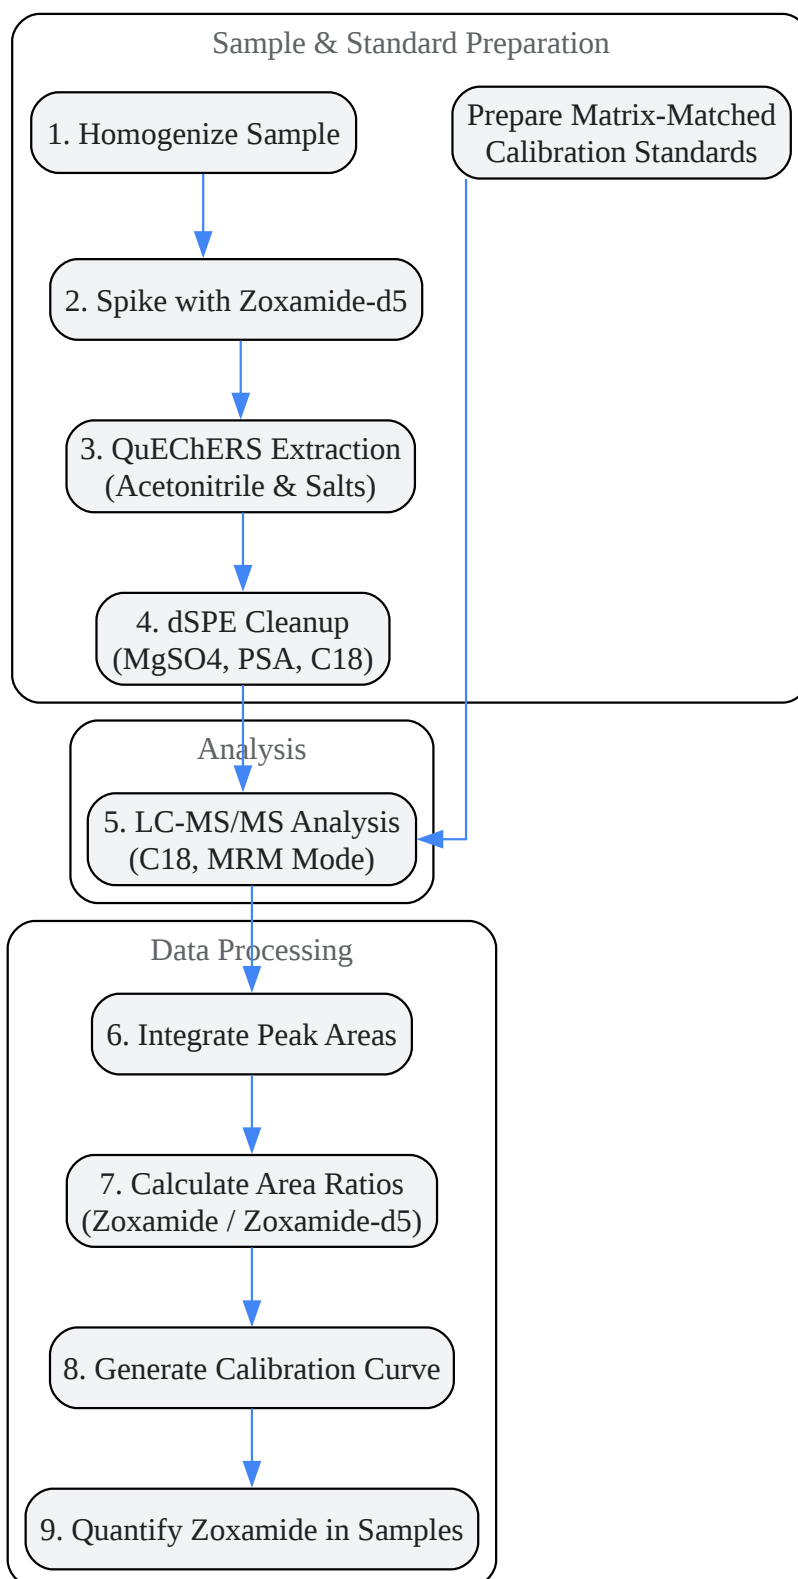 Sample & Standard Preparation
1. Homogenize Sample
Prepare Matrix-Matched
Calibration Standards
2. Spike with Zoxamide-d5
3. QuEChERS Extraction
(Acetonitrile & Salts)
4. dSPE Cleanup
(MgSO4, PSA, C18)
Analysis
5. LC-MS/MS Analysis
(C18, MRM Mode)
Data Processing
6. Integrate Peak Areas
7. Calculate Area Ratios
(Zoxamide / Zoxamide-d5)
8. Generate Calibration Curve
9. Quantify Zoxamide in Samples